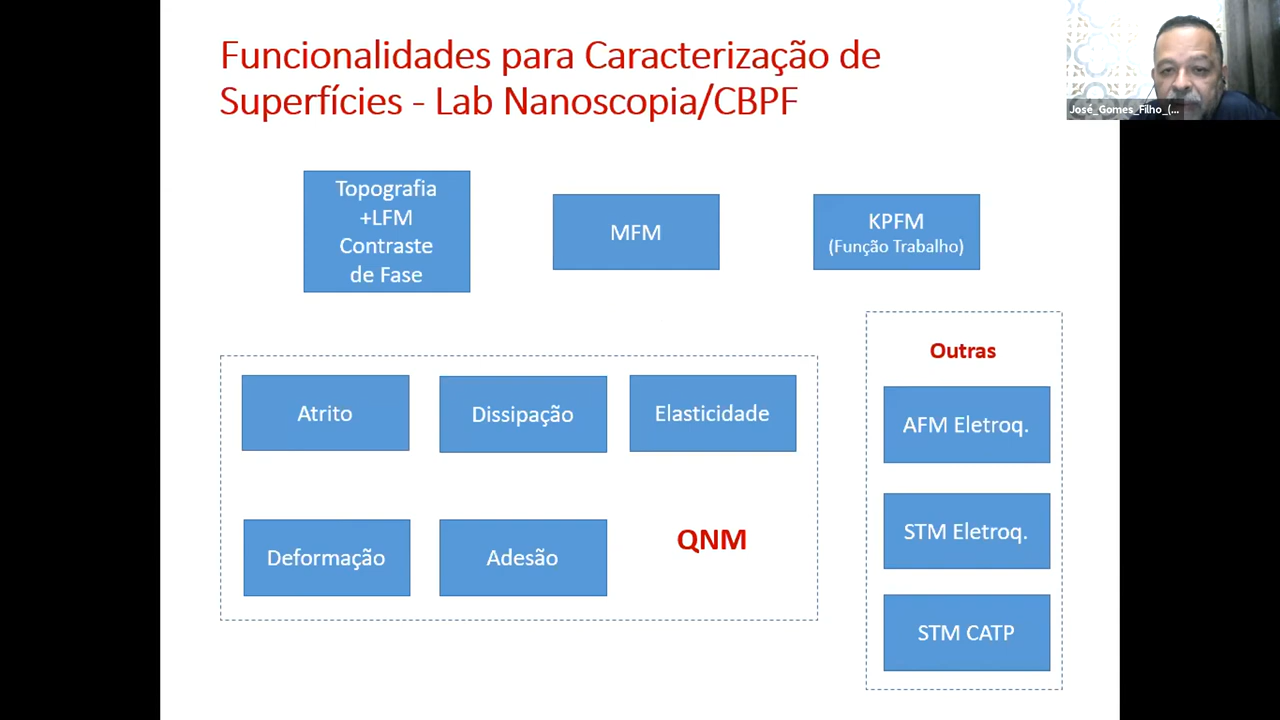 Funcionalidades para Caracterização de
Superfícies - Lab Nanoscopia/CBPF
José_Gomes_Filho_(...
Topografia
+LFM
Contraste
de Fase
MFM
KPFM
(Função Trabalho)
Atrito
Dissipação
Elasticidade
Deformação
Adesão
QNM
Outras
AFM Eletroq.
STM Eletroq.
STM CATP